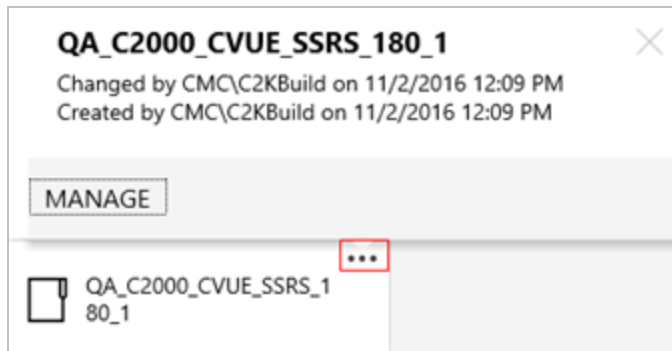 QA_C2000_CVUE_SSRS_180_1
Changed by CMC\C2KBuild on 11/2/2016 12:09 PM
Created by CMC\C2KBuild on 11/2/2016 12:09 PM
MANAGE
•••
QA_C2000_CVUE_SSRS_1
80_1